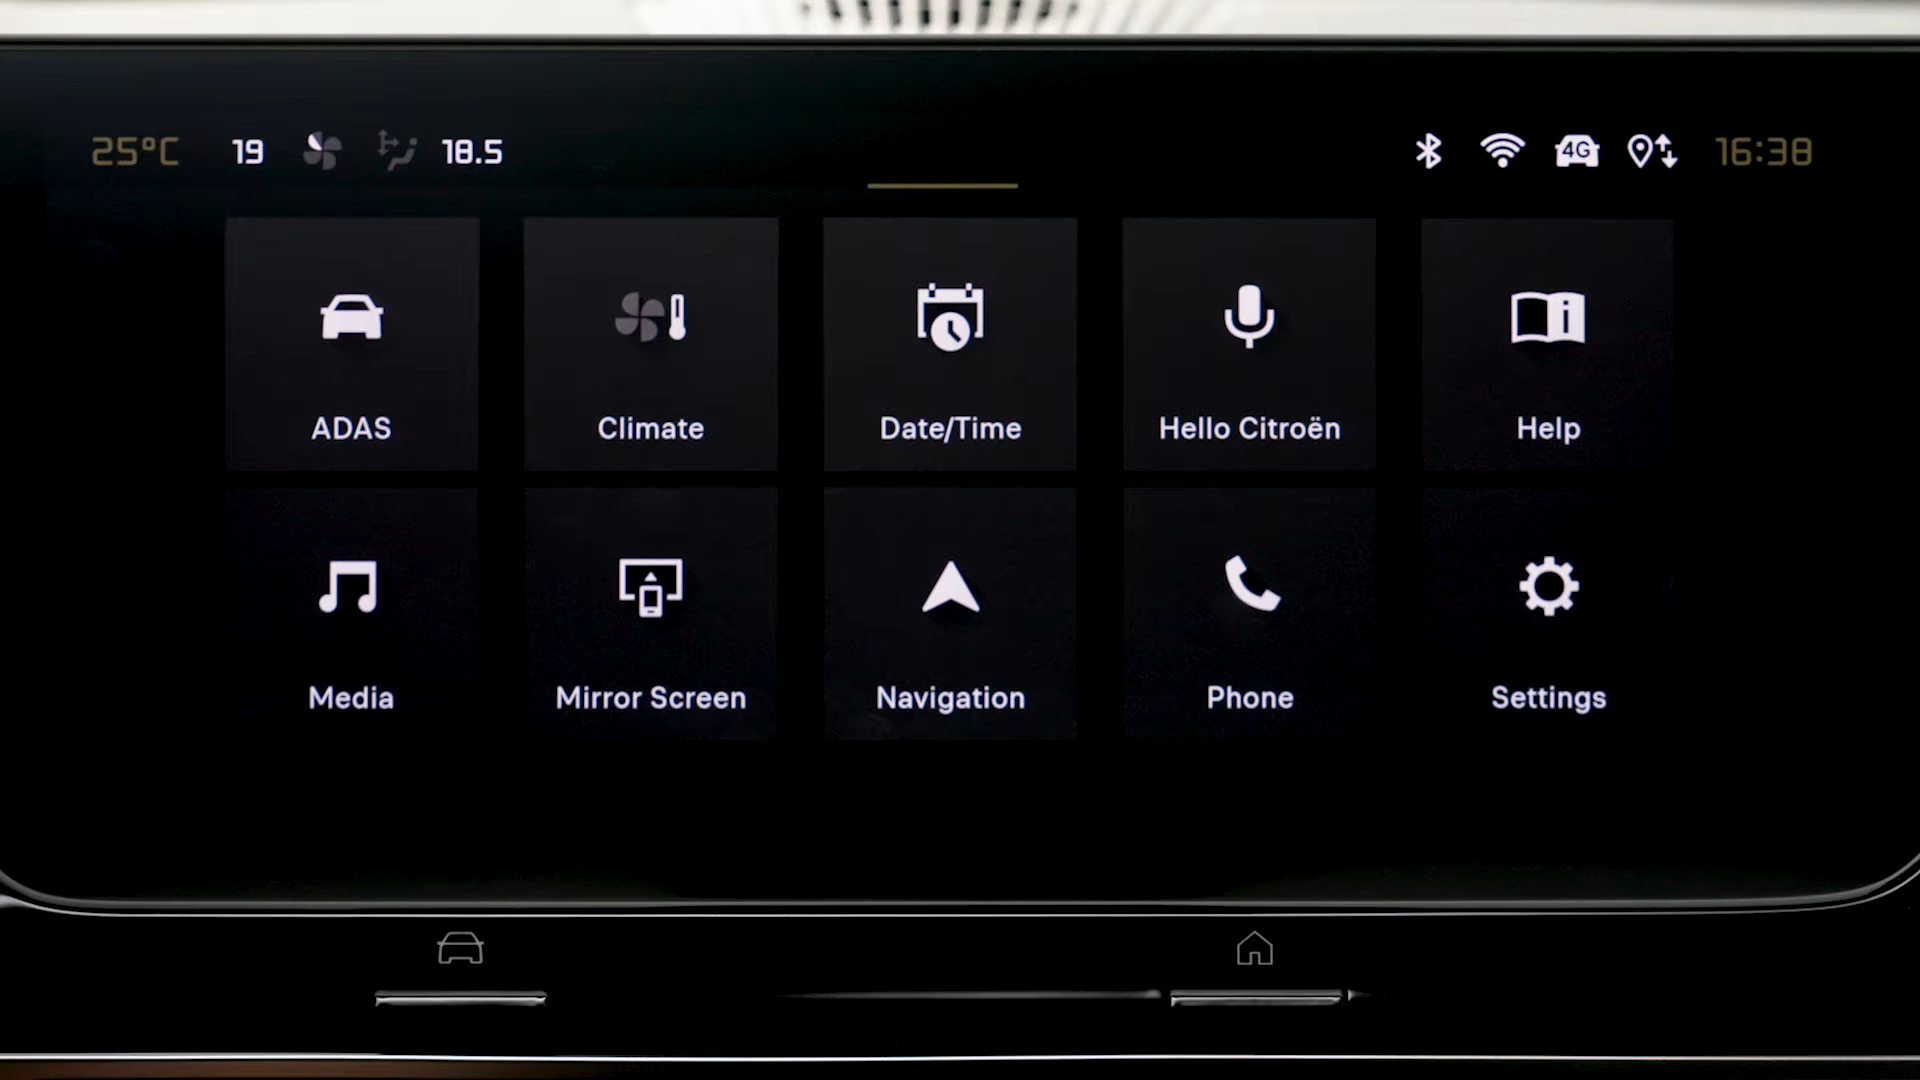 25°C 19 18.5 4G 16:38
ADAS Climate Date/Time Hello Citroën Help
Media Mirror Screen Navigation Phone Settings